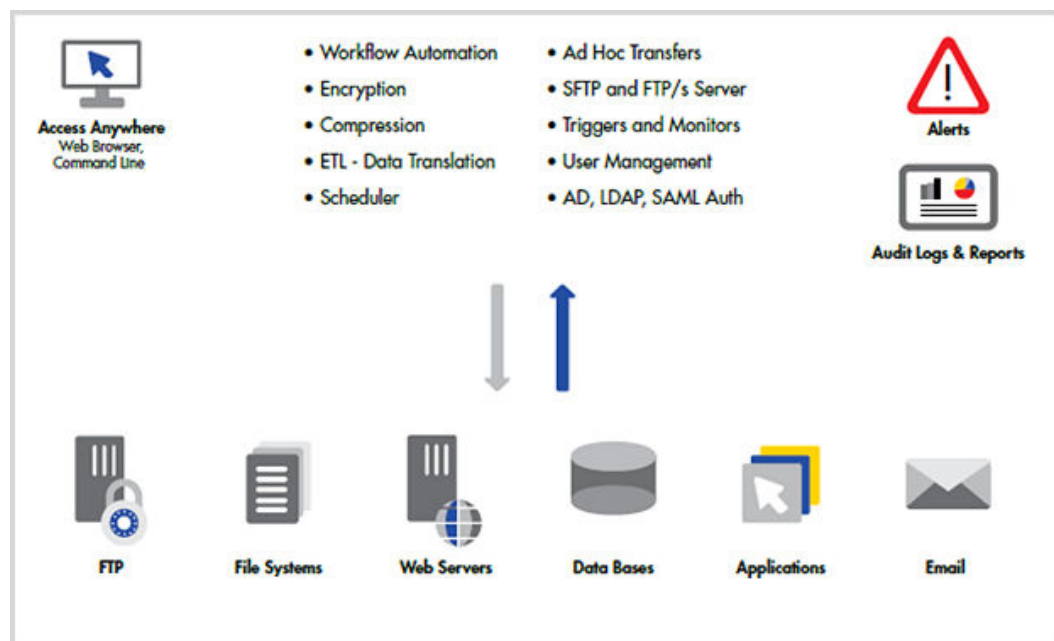 Access Anywhere
Web Browser,
Command Line
• Workflow Automation
• Encryption
• Compression
• ETL - Data Translation
• Scheduler
• Ad Hoc Transfers
• SFTP and FTP/s Server
• Triggers and Monitors
• User Management
• AD, LDAP, SAML Auth
Alerts
Audit Logs & Reports
FTP
File Systems
Web Servers
Data Bases
Applications
Email